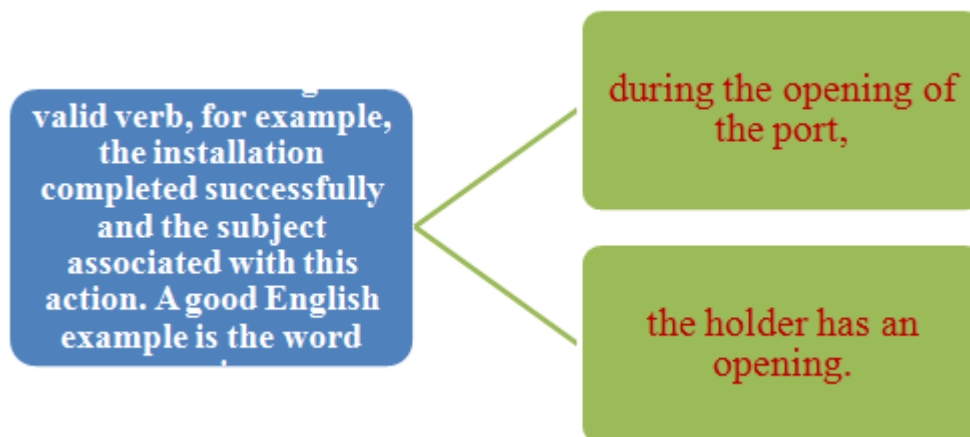 valid verb, for example,
the installation
completed successfully
and the subject
associated with this
action. A good English
example is the word
during the opening of
the port,
the holder has an
opening.